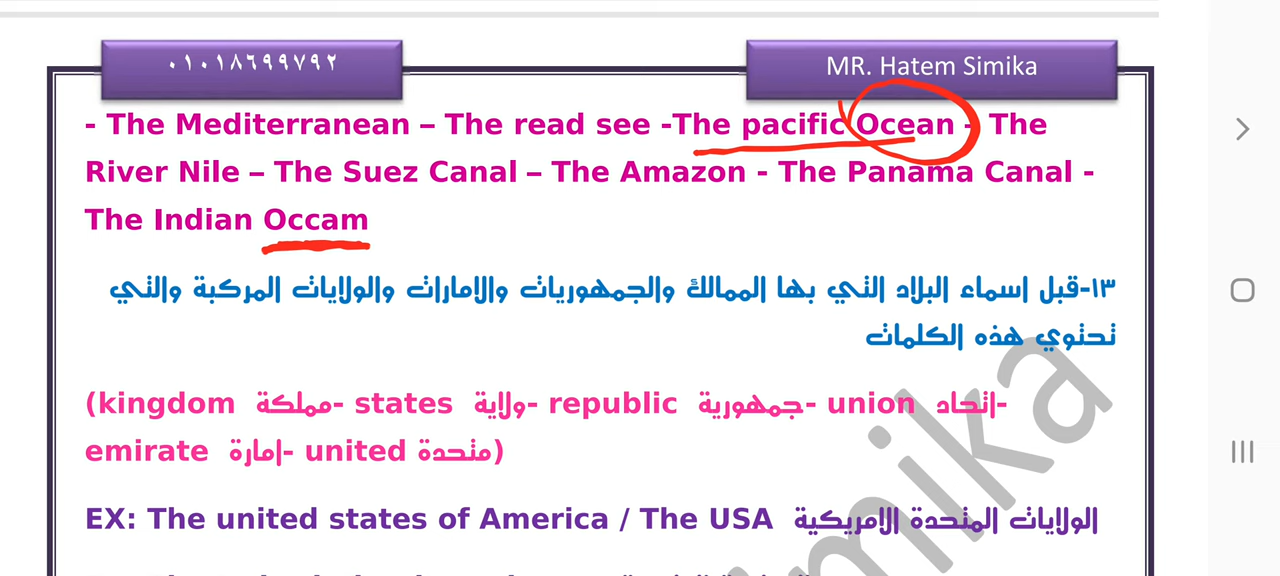 ٠١٠١٨٦٩٩٧٩٢
MR. Hatem Simika
- The Mediterranean – The read see -The pacific Ocean - The
River Nile – The Suez Canal – The Amazon - The Panama Canal -
The Indian Occam
١٣-قبل اسماء البلاد التي بها الممالك والجمهوريات والامارات والولايات المركبة والتي
تحتوي هذه الكلمات
(kingdom مملكة- states ولاية- republic جمهورية- union اتحاد-
emirate امارة- united متحدة)
EX: The united states of America / The USA الولايات المتحدة الامريكية
mika